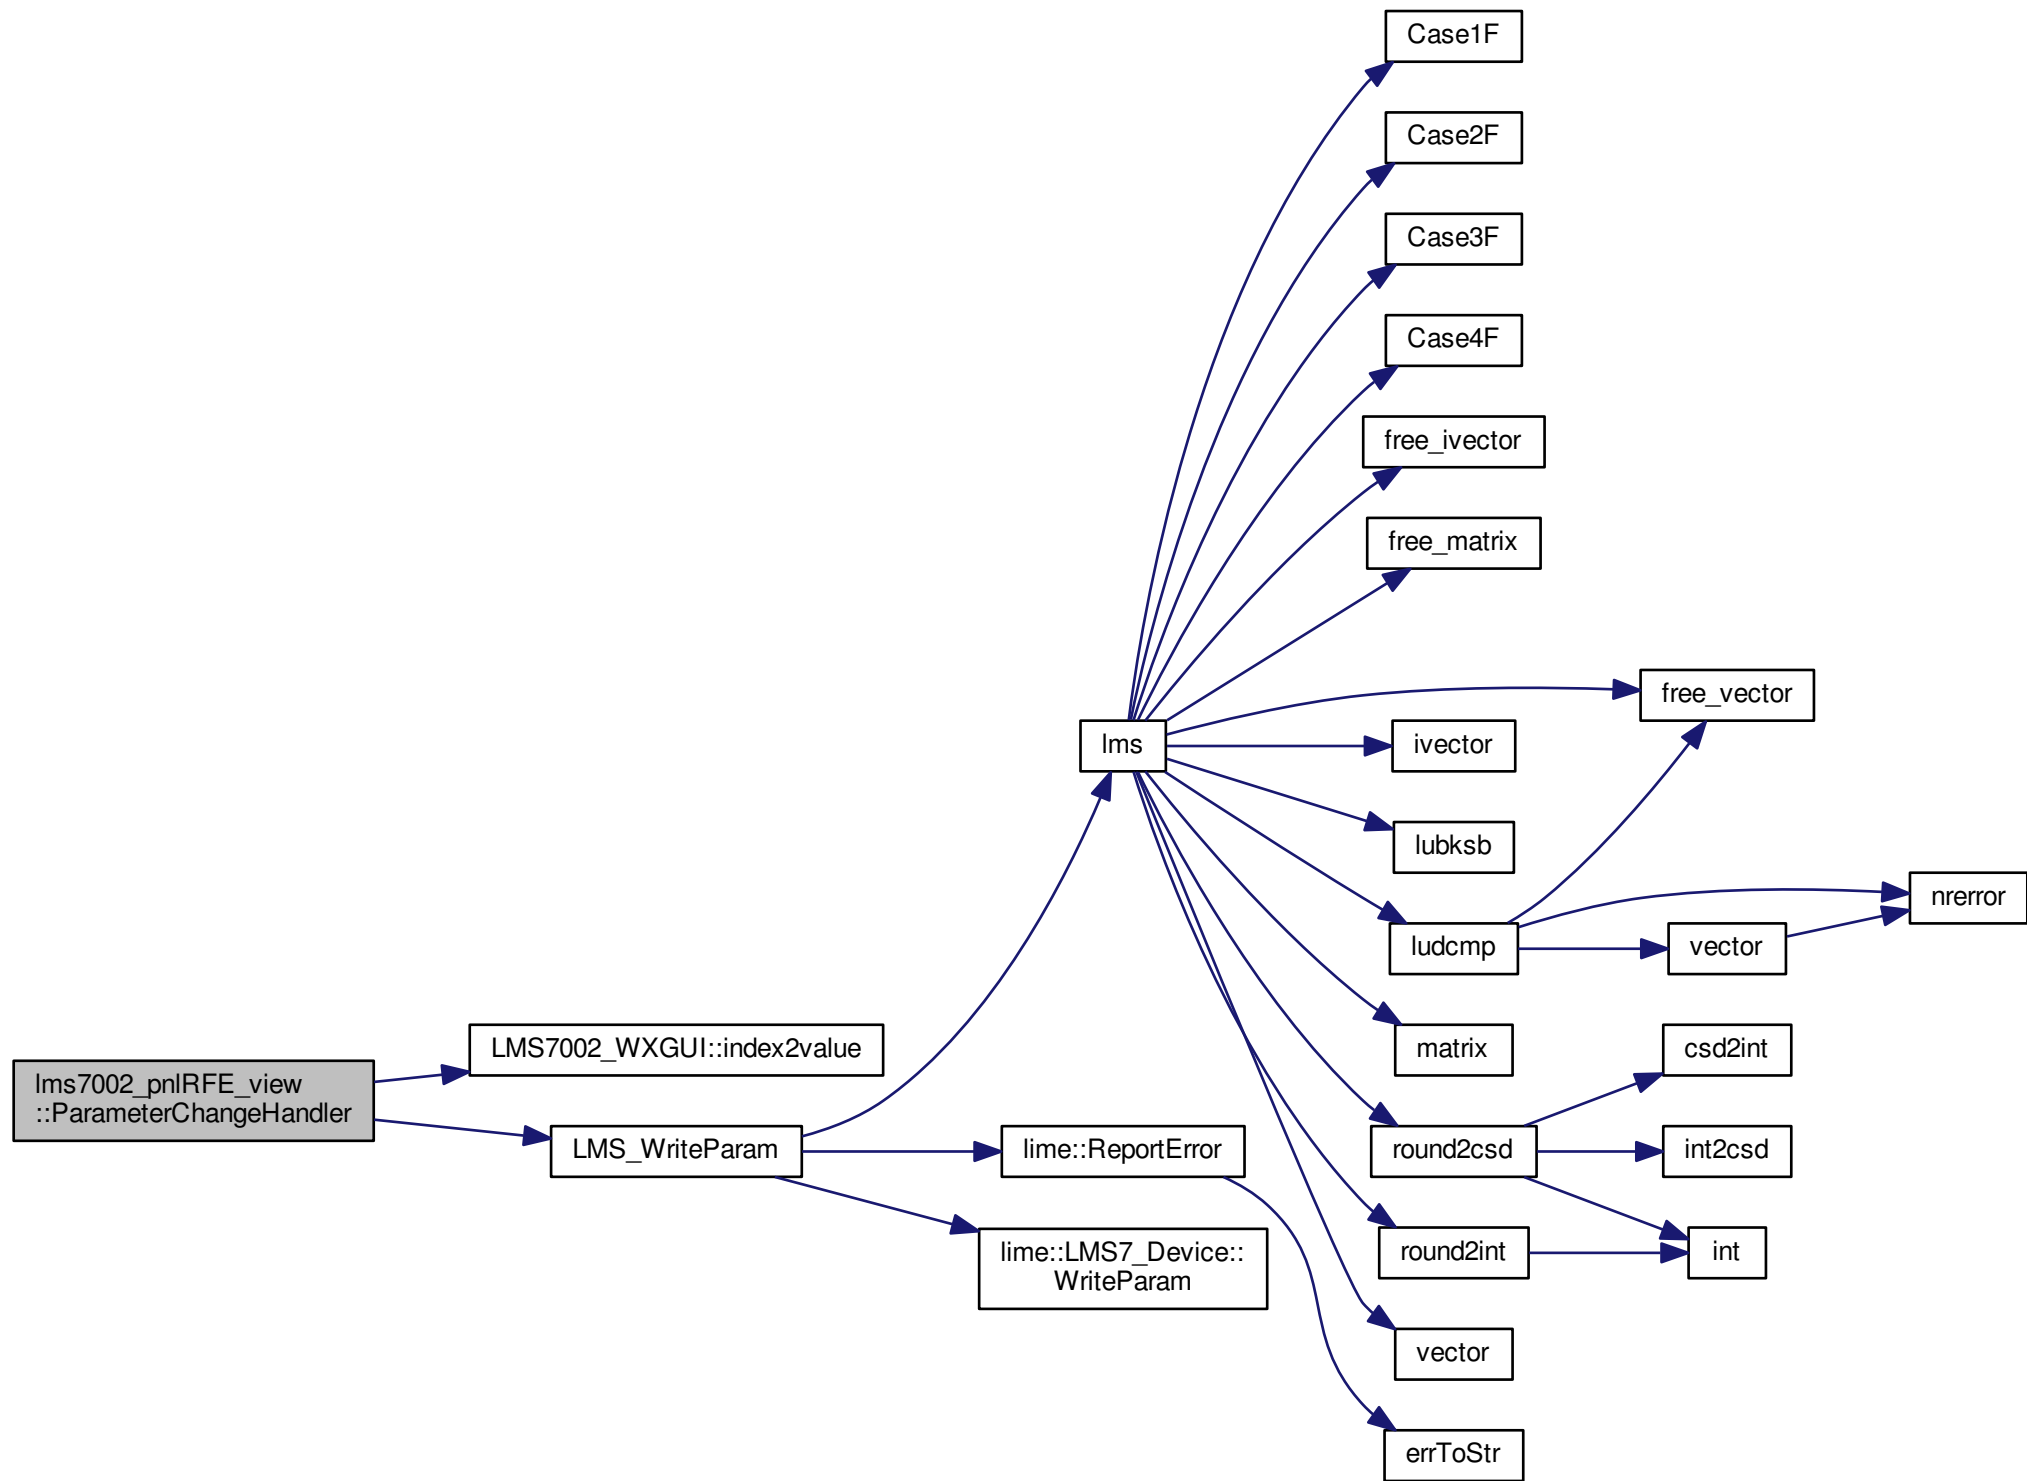 Case1F
Case2F
Case3F
Case4F
free_ivector
free_matrix
free_vector
lms
ivector
lubksb
nrerror
ludcmp
vector
LMS7002_WXGUI::index2value
matrix
csd2int
lms7002_pnlRFE_view
::ParameterChangeHandler
LMS_WriteParam
lime::ReportError
round2csd
int2csd
lime::LMS7_Device::
WriteParam
round2int
int
vector
errToStr